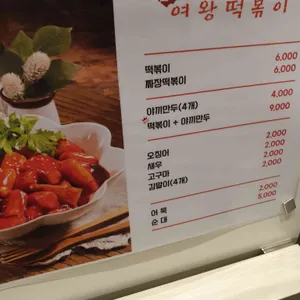 여왕떡볶이
떡볶이 6,000
짜장떡볶이 6,000
야끼만두(4개) 4,000
떡볶이 + 야끼만두 9,000
오징어 2,000
새우 2,000
고구마 2,000
김말이(4개) 2,000
어묵 2,000
순대 5,000